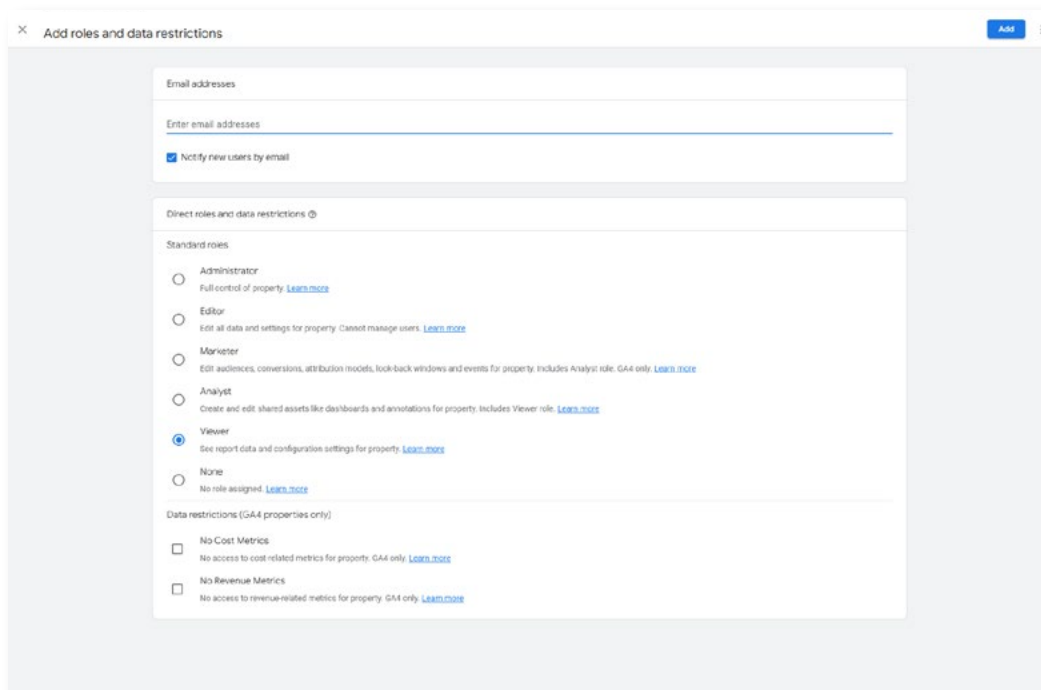 Add roles and data restrictions
Add
Email addresses
Enter email addresses
Notify new users by email
Direct roles and data restrictions
Standard roles
Administrator
Full control of property. Learn more
Editor
Edit all data and settings for property. Cannot manage users. Learn more
Marketer
Edit audiences, conversions, attribution models, look-back windows and events for property. Includes Analyst role. GA4 only. Learn more
Analyst
Create and edit shared assets like dashboards and annotations for property. Includes Viewer role. Learn more
Viewer
See report data and configuration settings for property. Learn more
None
No role assigned. Learn more
Data restrictions (GA4 properties only)
No Cost Metrics
No access to cost-related metrics for property. GA4 only. Learn more
No Revenue Metrics
No access to revenue-related metrics for property. GA4 only. Learn more